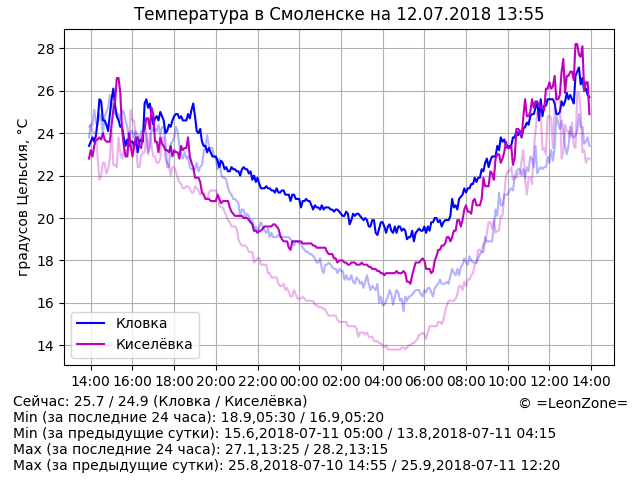 Температура в Смоленске на 12.07.2018 13:55
градусов Цельсия, °C
28
26
24
22
20
18
16
14
Кловка
Киселёвка
14:00 16:00 18:00 20:00 22:00 00:00 02:00 04:00 06:00 08:00 10:00 12:00 14:00
Сейчас: 25.7 / 24.9 (Кловка / Киселёвка)
© =LeonZone=
Min (за последние 24 часа): 18.9,05:30 / 16.9,05:20
Min (за предыдущие сутки): 15.6,2018-07-11 05:00 / 13.8,2018-07-11 04:15
Max (за последние 24 часа): 27.1,13:25 / 28.2,13:15
Max (за предыдущие сутки): 25.8,2018-07-10 14:55 / 25.9,2018-07-11 12:20